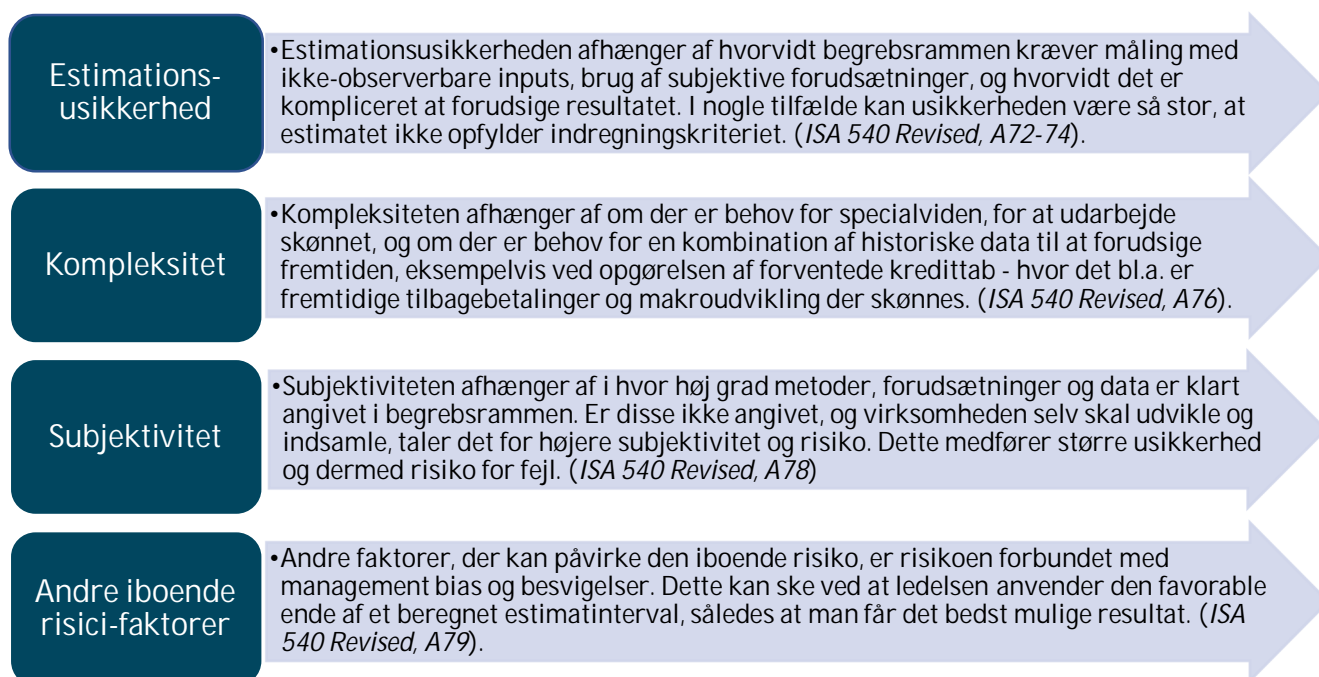 Estimations-
usikkerhed
•Estimationsusikkerheden afhænger af hvorvidt begrebsrammen kræver måling med
ikke-observerbare inputs, brug af subjektive forudsætninger, og hvorvidt det er
kompliceret at forudsige resultatet. I nogle tilfælde kan usikkerheden være så stor, at
estimatet ikke opfylder indregningskriteriet. (ISA 540 Revised, A72-74).
Kompleksitet
•Kompleksiteten afhænger af om der er behov for specialviden, for at udarbejde
skønnet, og om der er behov for en kombination af historiske data til at forudsige
fremtiden, eksempelvis ved opgørelsen af forventede kredittab - hvor det bl.a. er
fremtidige tilbagebetalinger og makroudvikling der skønnes. (ISA 540 Revised, A76).
Subjektivitet
•Subjektiviteten afhænger af i hvor høj grad metoder, forudsætninger og data er klart
angivet i begrebsrammen. Er disse ikke angivet, og virksomheden selv skal udvikle og
indsamle, taler det for højere subjektivitet og risiko. Dette medfører større usikkerhed
og dermed risiko for fejl. (ISA 540 Revised, A78)
Andre iboende
risici-faktorer
•Andre faktorer, der kan påvirke den iboende risiko, er risikoen forbundet med
management bias og besvigelser. Dette kan ske ved at ledelsen anvender den favorable
ende af et beregnet estimatinterval, således at man får det bedst mulige resultat. (ISA
540 Revised, A79).